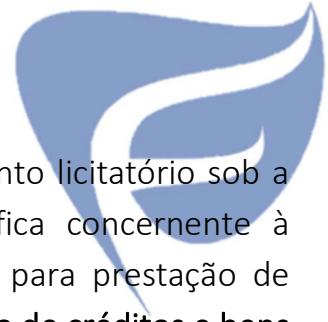 nto licitatório sob a
fica concernente à
para prestação de
de créditos e bens